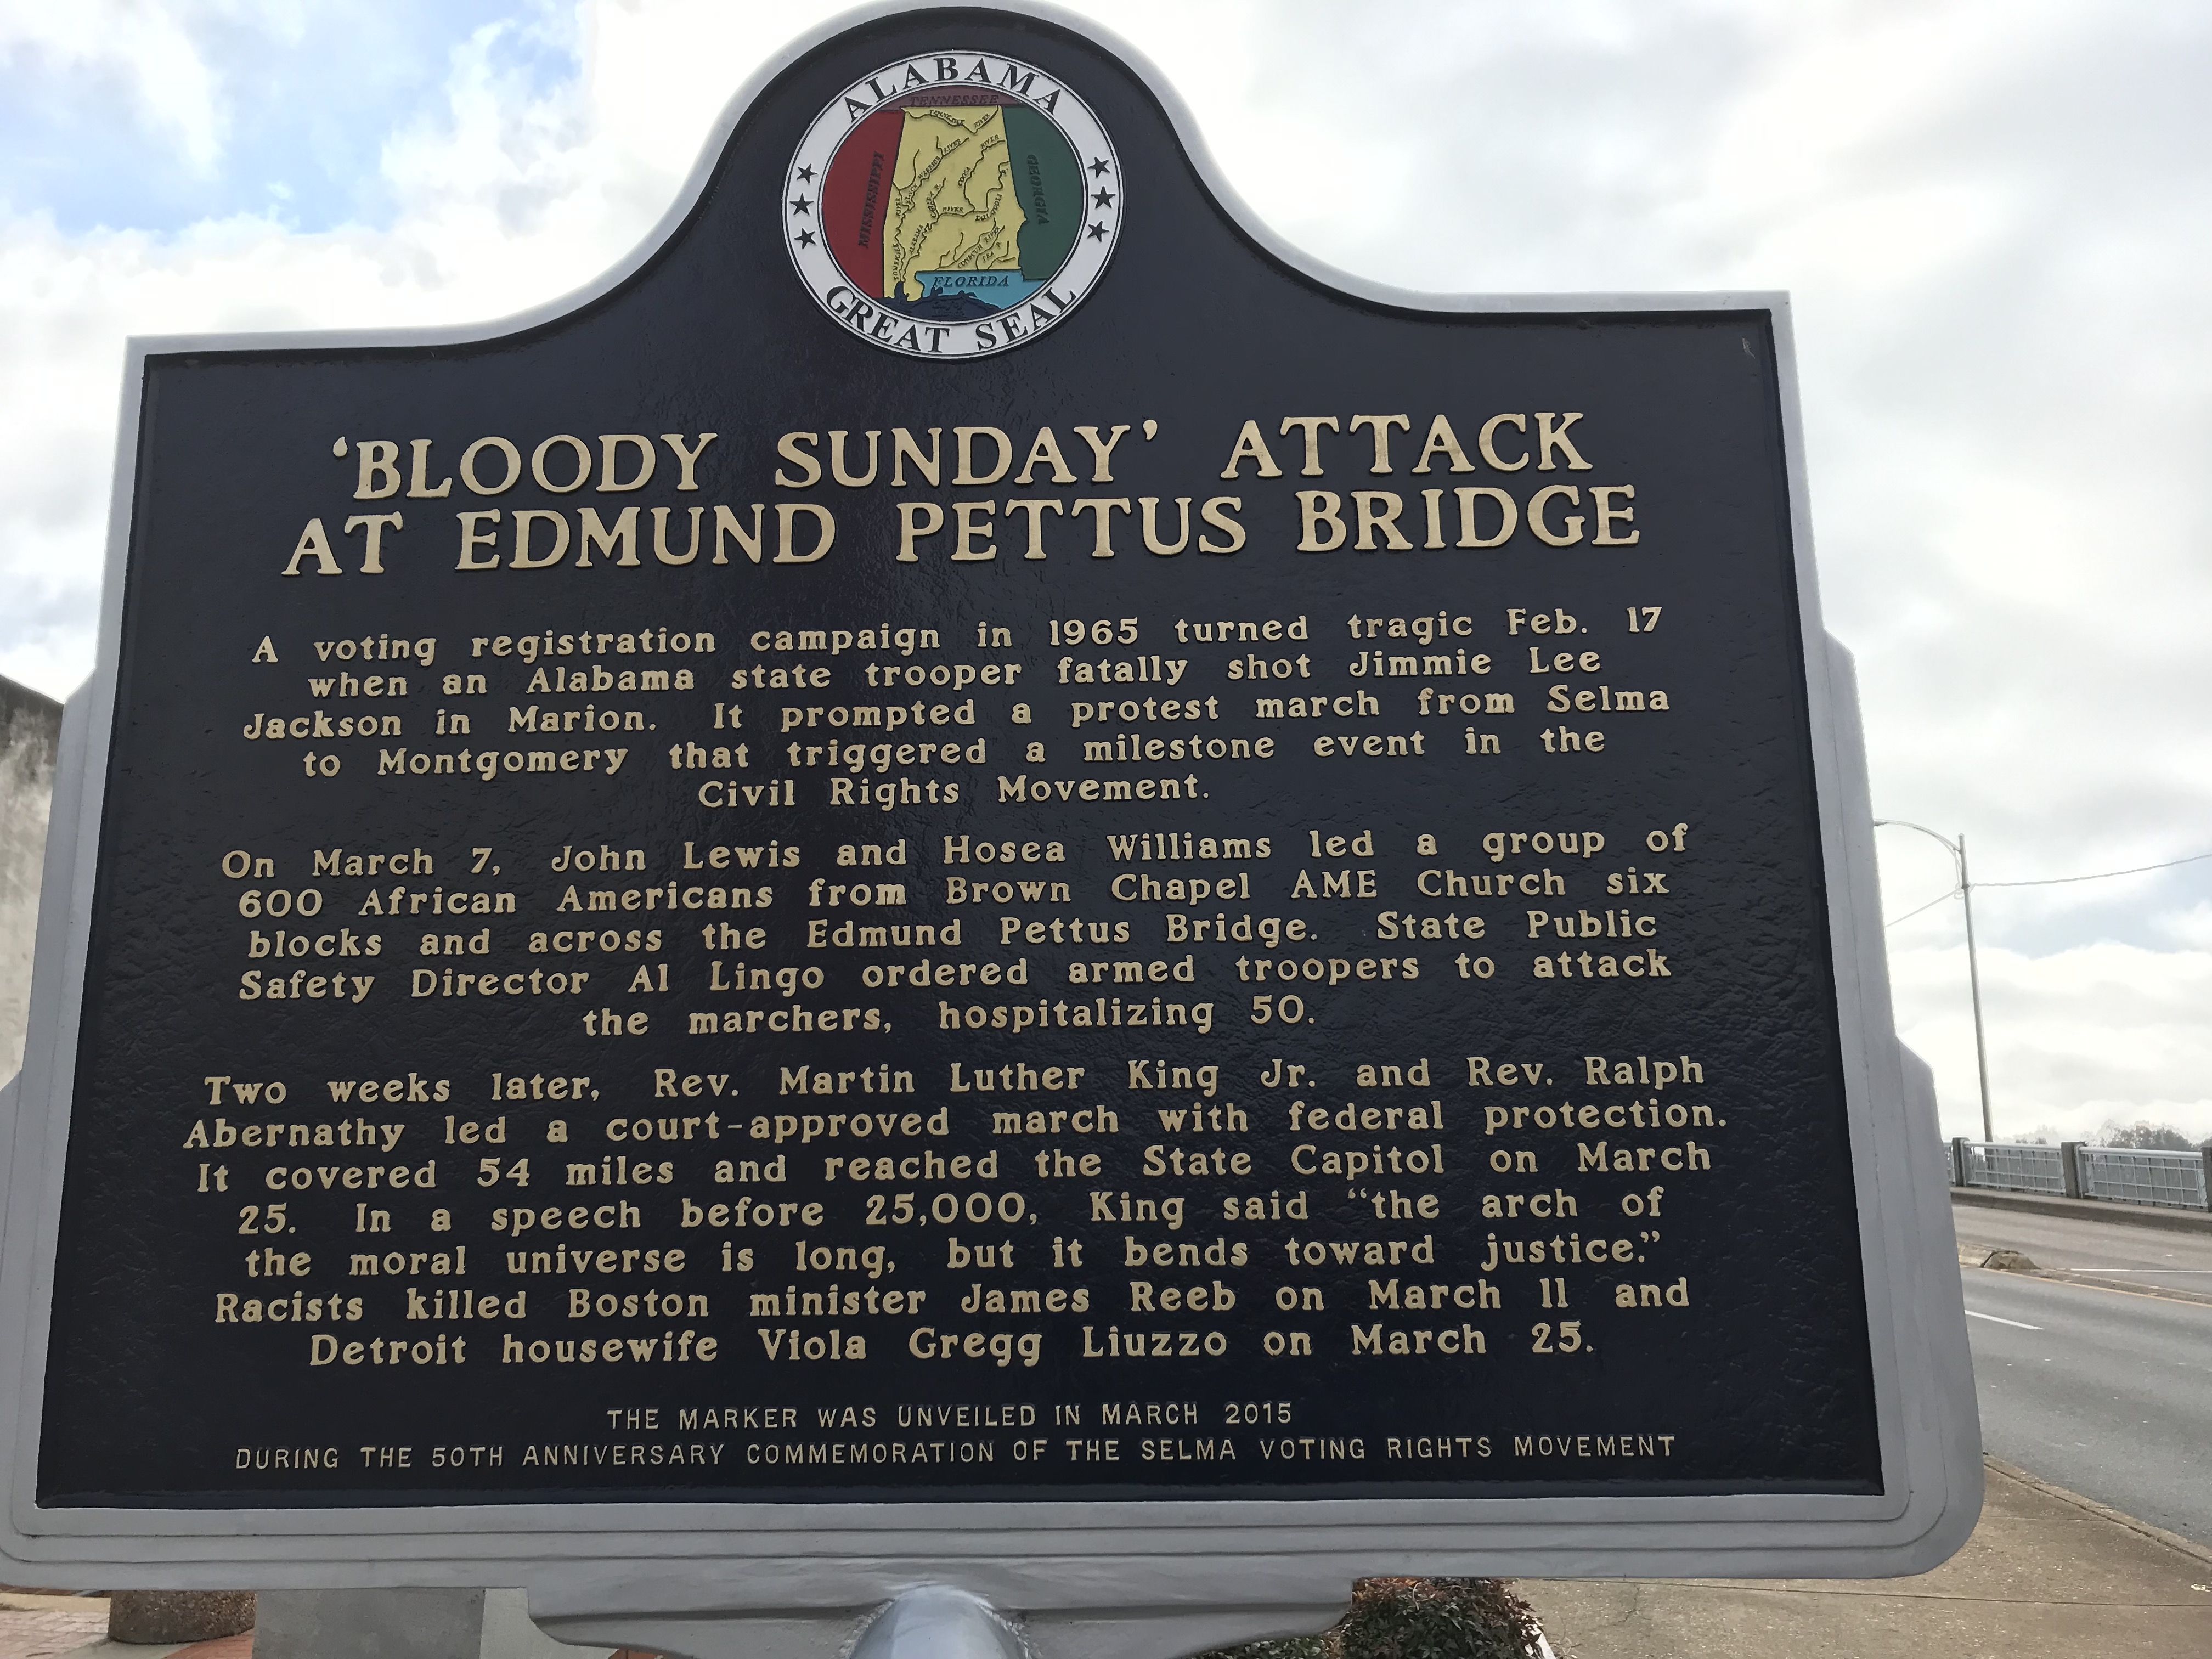 ALABAMA
TENNESSEE
MISSISSIPPI
GEORGIA
FLORIDA
GREAT SEAL
‘BLOODY SUNDAY’ ATTACK
AT EDMUND PETTUS BRIDGE
A voting registration campaign in 1965 turned tragic Feb. 17
when an Alabama state trooper fatally shot Jimmie Lee
Jackson in Marion. It prompted a protest march from Selma
to Montgomery that triggered a milestone event in the
Civil Rights Movement.
On March 7, John Lewis and Hosea Williams led a group of
600 African Americans from Brown Chapel AME Church six
blocks and across the Edmund Pettus Bridge. State Public
Safety Director Al Lingo ordered armed troopers to attack
the marchers, hospitalizing 50.
Two weeks later, Rev. Martin Luther King Jr. and Rev. Ralph
Abernathy led a court-approved march with federal protection.
It covered 54 miles and reached the State Capitol on March
25. In a speech before 25,000, King said “the arch of
the moral universe is long, but it bends toward justice.”
Racists killed Boston minister James Reeb on March 11 and
Detroit housewife Viola Gregg Liuzzo on March 25.
THE MARKER WAS UNVEILED IN MARCH 2015
DURING THE 50TH ANNIVERSARY COMMEMORATION OF THE SELMA VOTING RIGHTS MOVEMENT